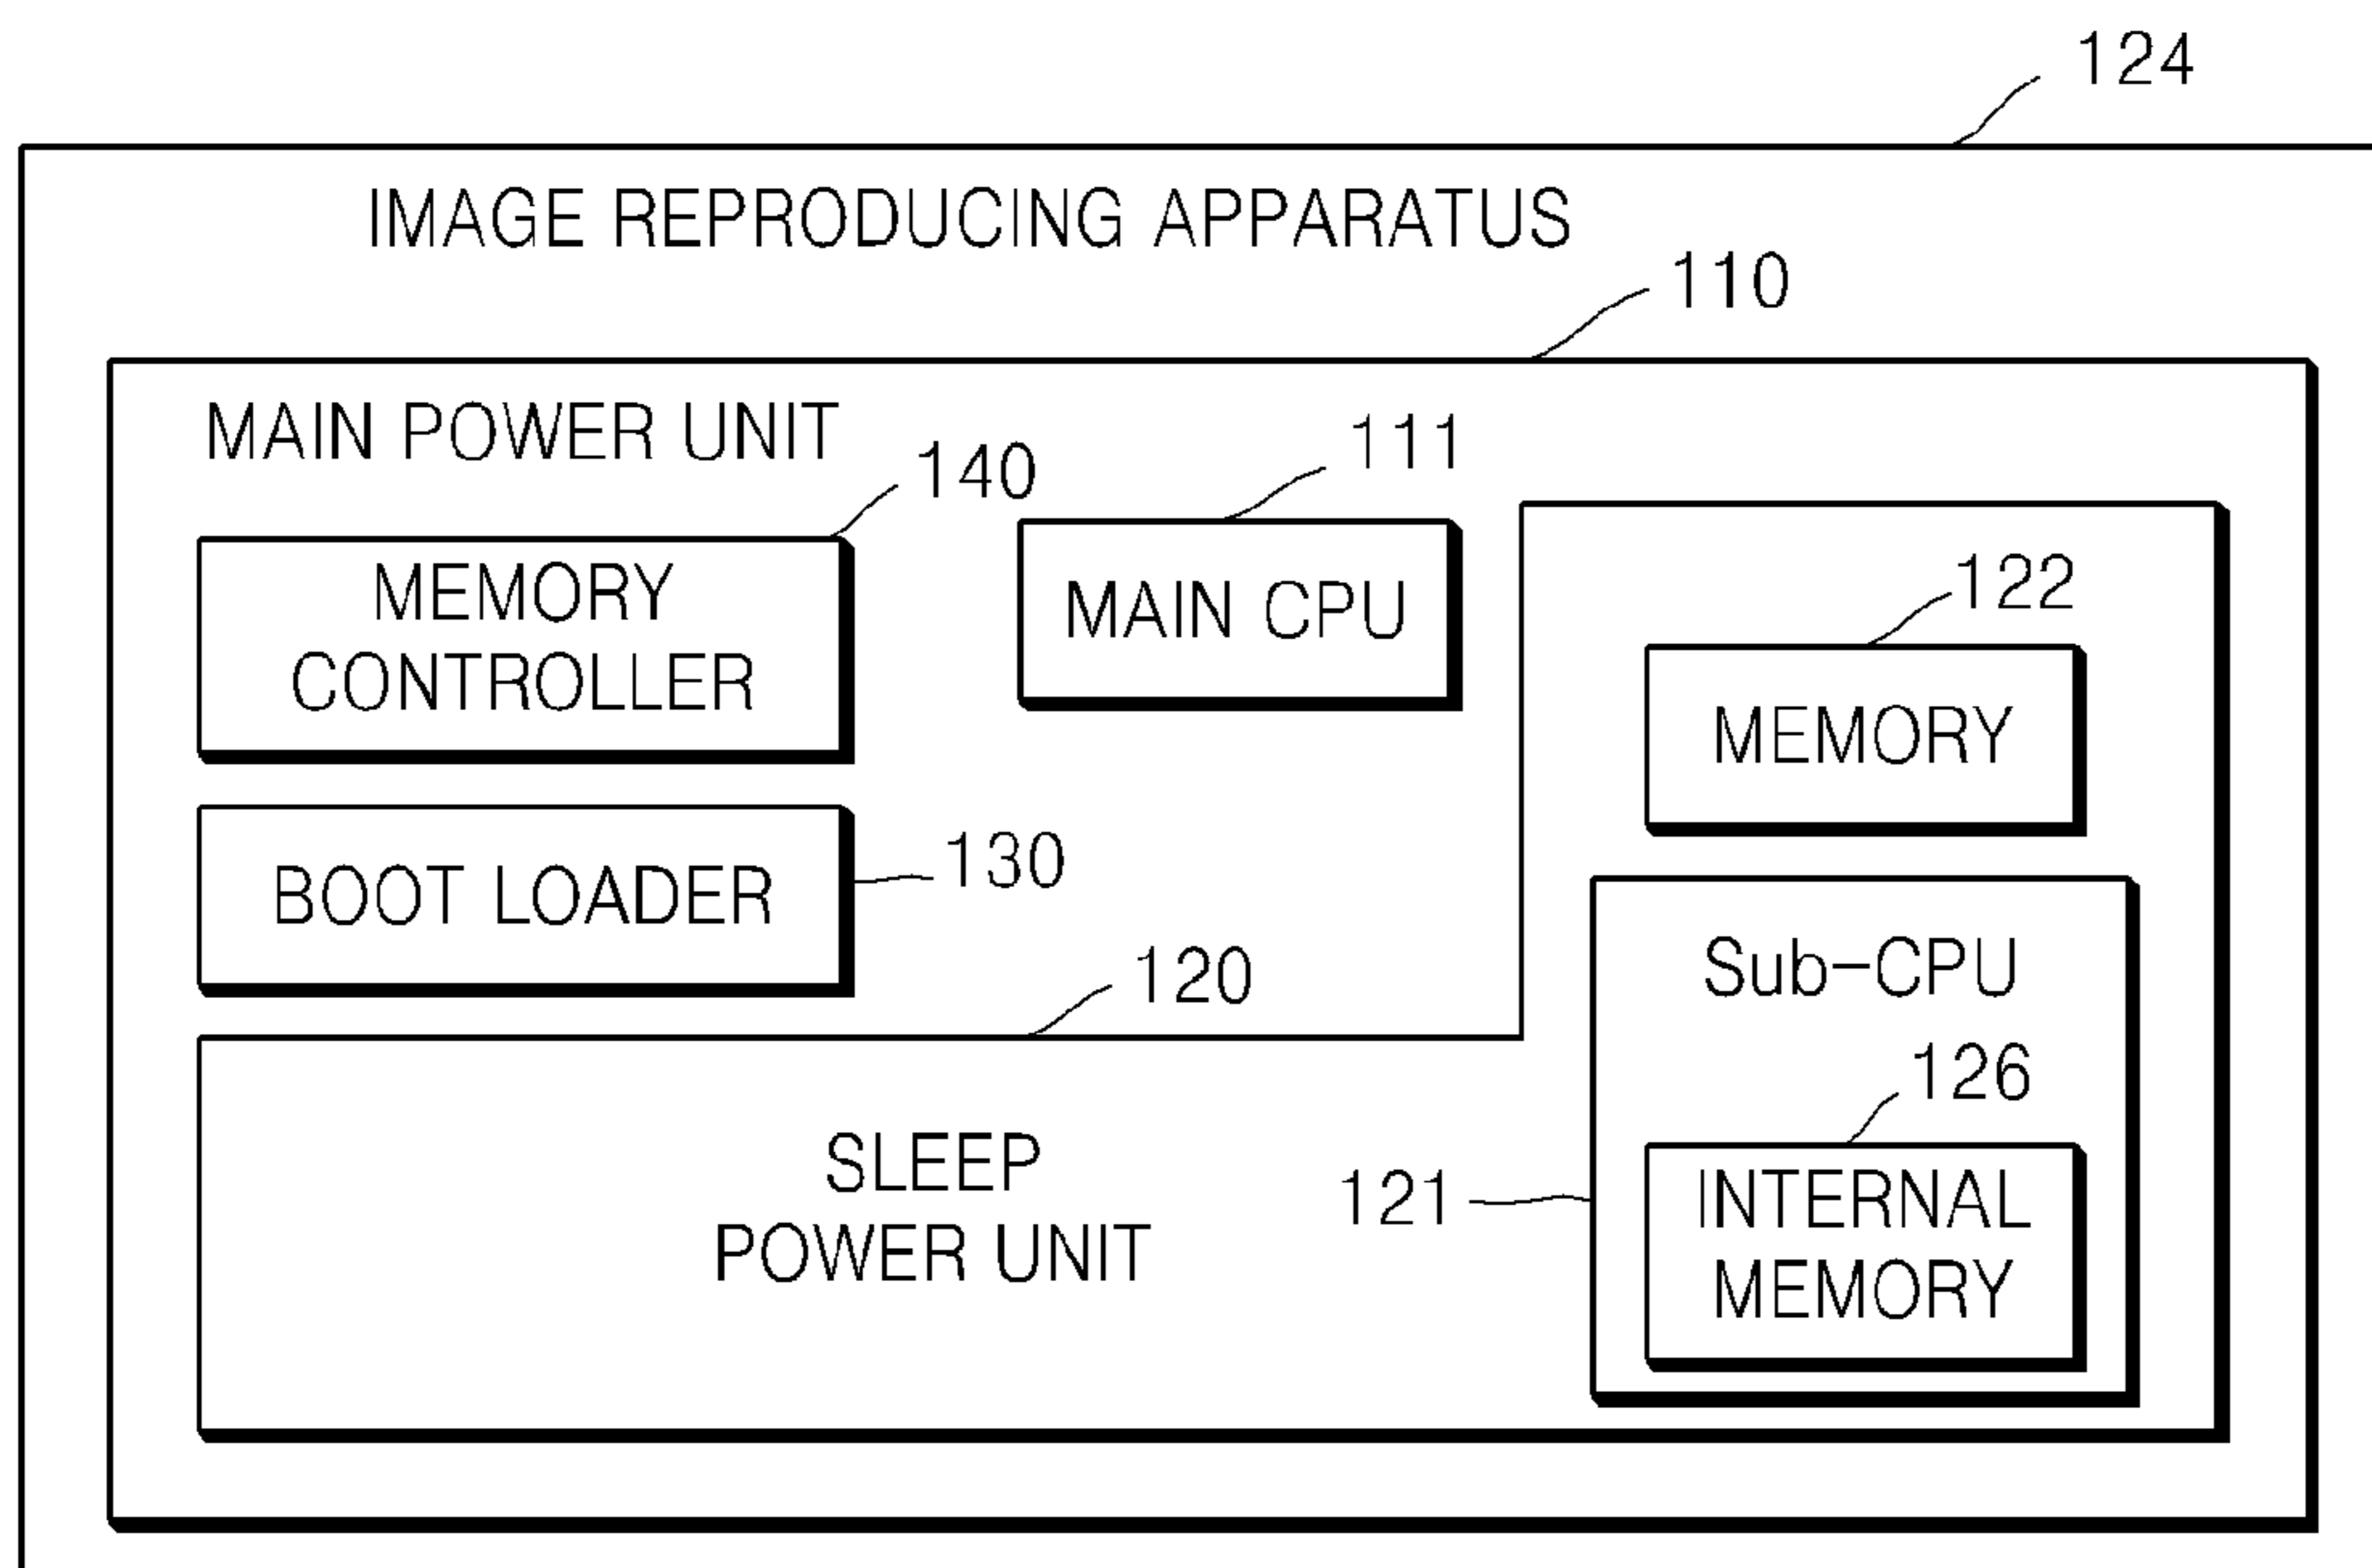 124
IMAGE REPRODUCING APPARATUS
110
MAIN POWER UNIT
140
111
MEMORY
CONTROLLER
MAIN CPU
122
MEMORY
BOOT LOADER
130
120
Sub-CPU
126
SLEEP
POWER UNIT
121
INTERNAL
MEMORY